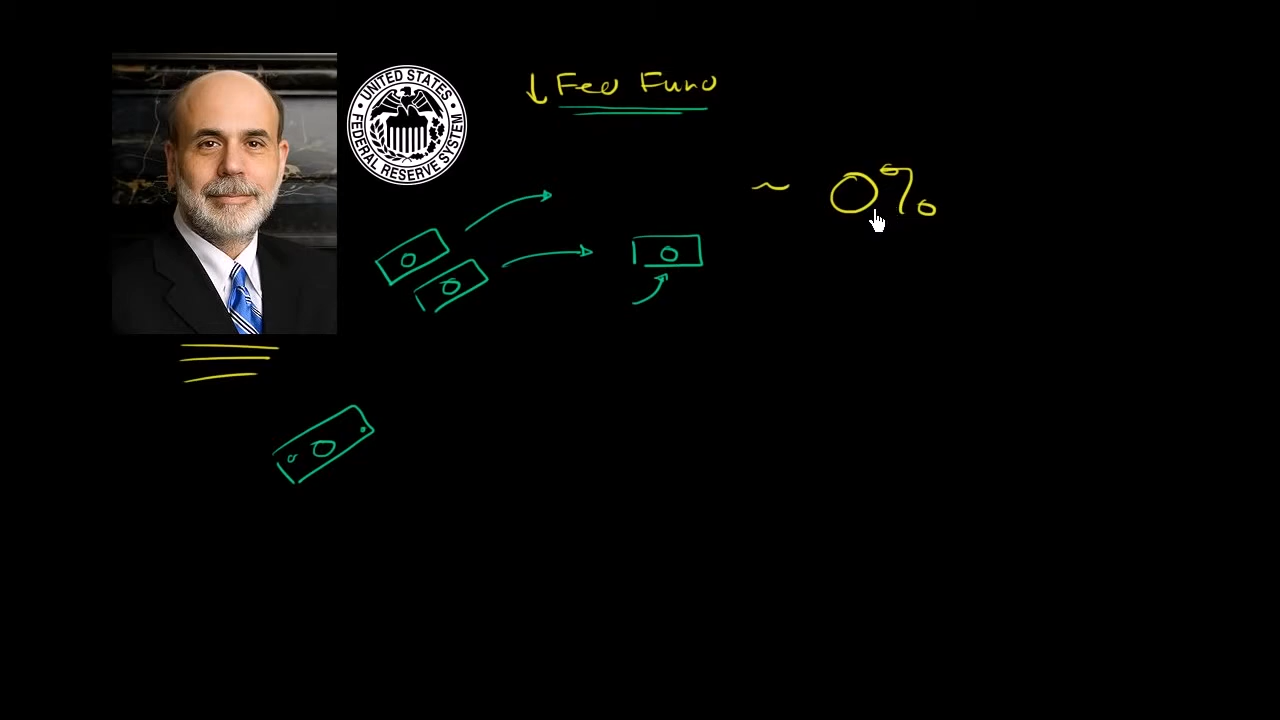 UNITED STATES
FEDERAL RESERVE SYSTEM
↓ Fed Fund
~ 0%